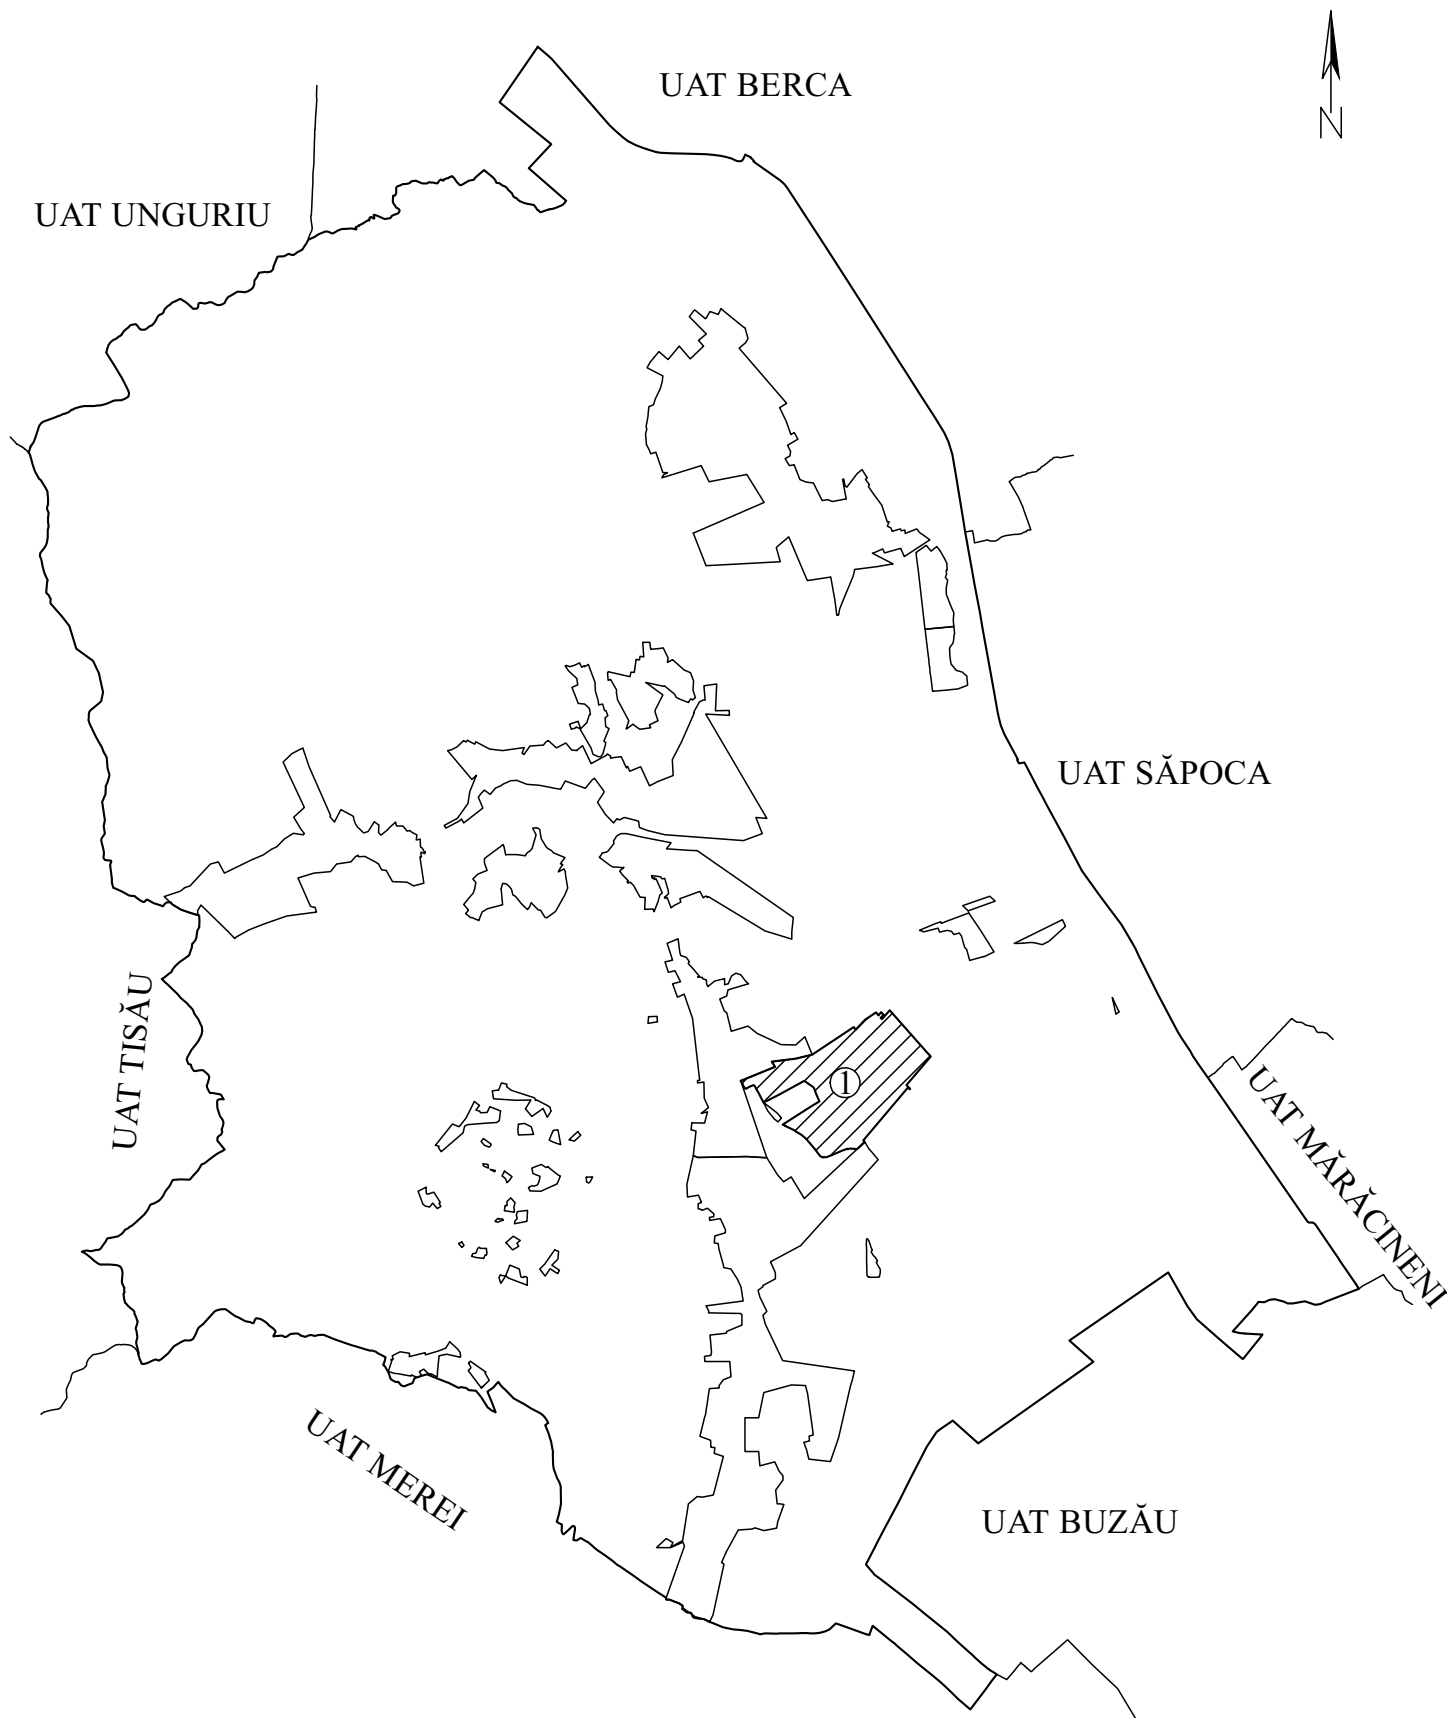 UAT BERCA
N
UAT UNGURIU
UAT SĂPOCA
UAT TISĂU
1
UAT MĂRĂCINENI
UAT MEREI
UAT BUZĂU